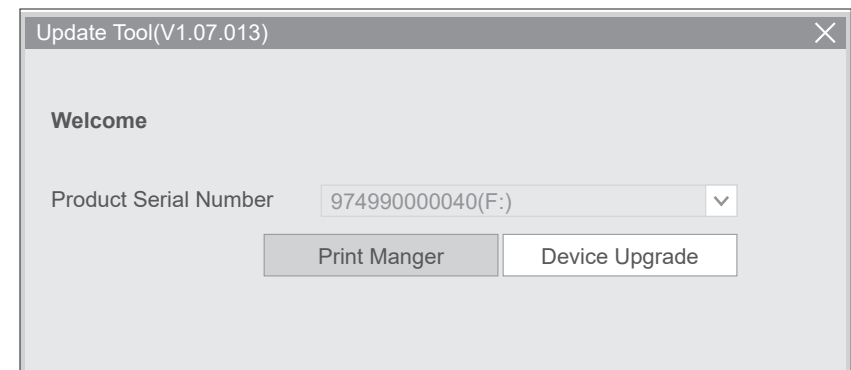 Update Tool(V1.07.013)
Welcome
Product Serial Number 974990000040(F:)
Print Manger Device Upgrade